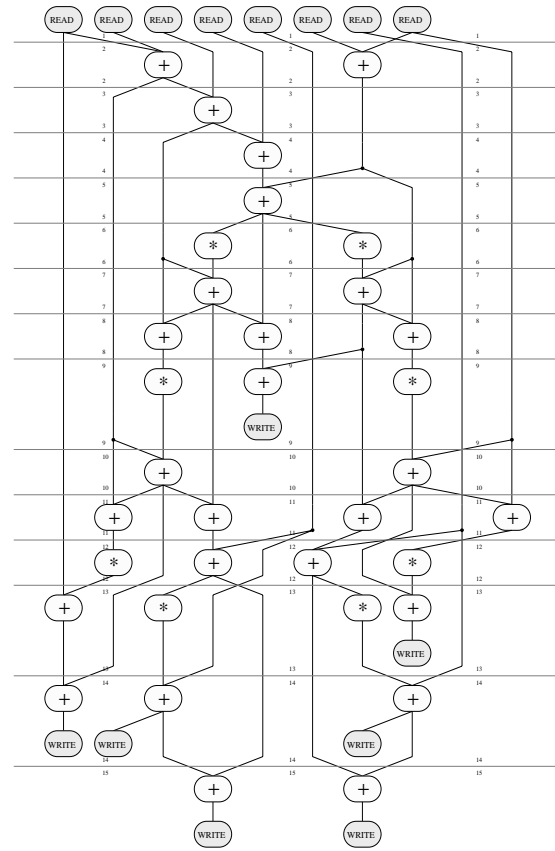 READ READ READ READ READ READ READ READ
1 1 1
2 2 2
+ +
2 2 2
3 3 3
+
3 3 3
4 4 4
+
4 4 4
5 5 5
+
5 5 5
6 6 6
* *
6 6 6
7 7 7
+ +
7 7 7
8 8 8
+ + +
8 8 8
9 9 9
* + *
WRITE
9 9 9
10 10 10
+ +
10 10 10
11 11 11
+ + + +
11 11 11
12 12 12
* + + *
12 12 12
13 13 13
+ * * +
WRITE
13 13 13
14 14 14
+ + +
WRITE WRITE WRITE
14 14 14
15 15 15
+ +
WRITE WRITE